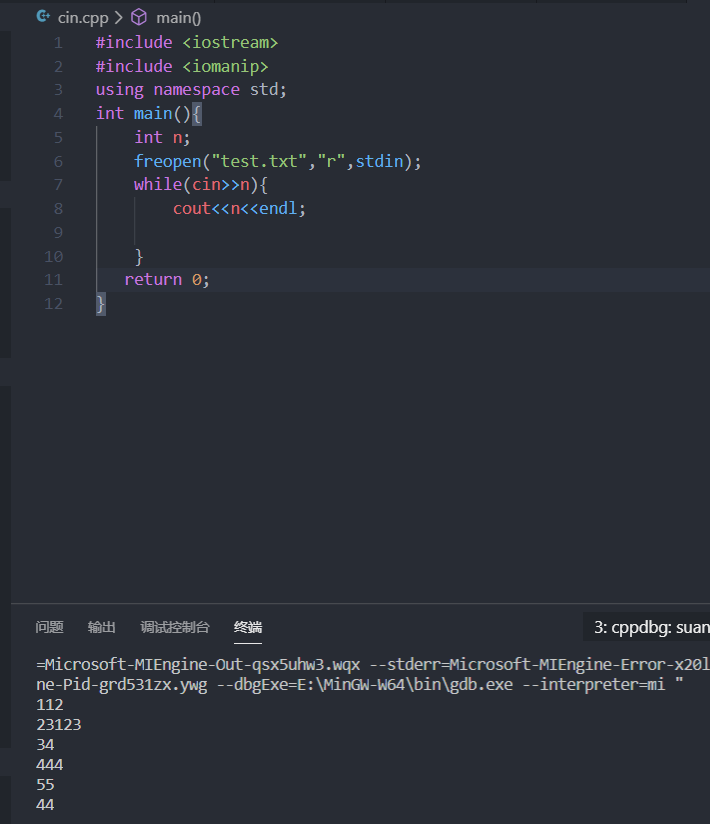 cin.cpp > main()
1 #include <iostream>
2 #include <iomanip>
3 using namespace std;
4 int main(){
5 int n;
6 freopen("test.txt","r",stdin);
7 while(cin>>n){
8 cout<<n<<endl;
9
10 }
11 return 0;
12 }
问题 输出 调试控制台 终端 3: cppdbg: suan
=Microsoft-MIEngine-Out-qsx5uhw3.wqx --stderr=Microsoft-MIEngine-Error-x20l
ne-Pid-grd531zx.ywg --dbgExe=E:\MinGW-W64\bin\gdb.exe --interpreter=mi "
112
23123
34
444
55
44